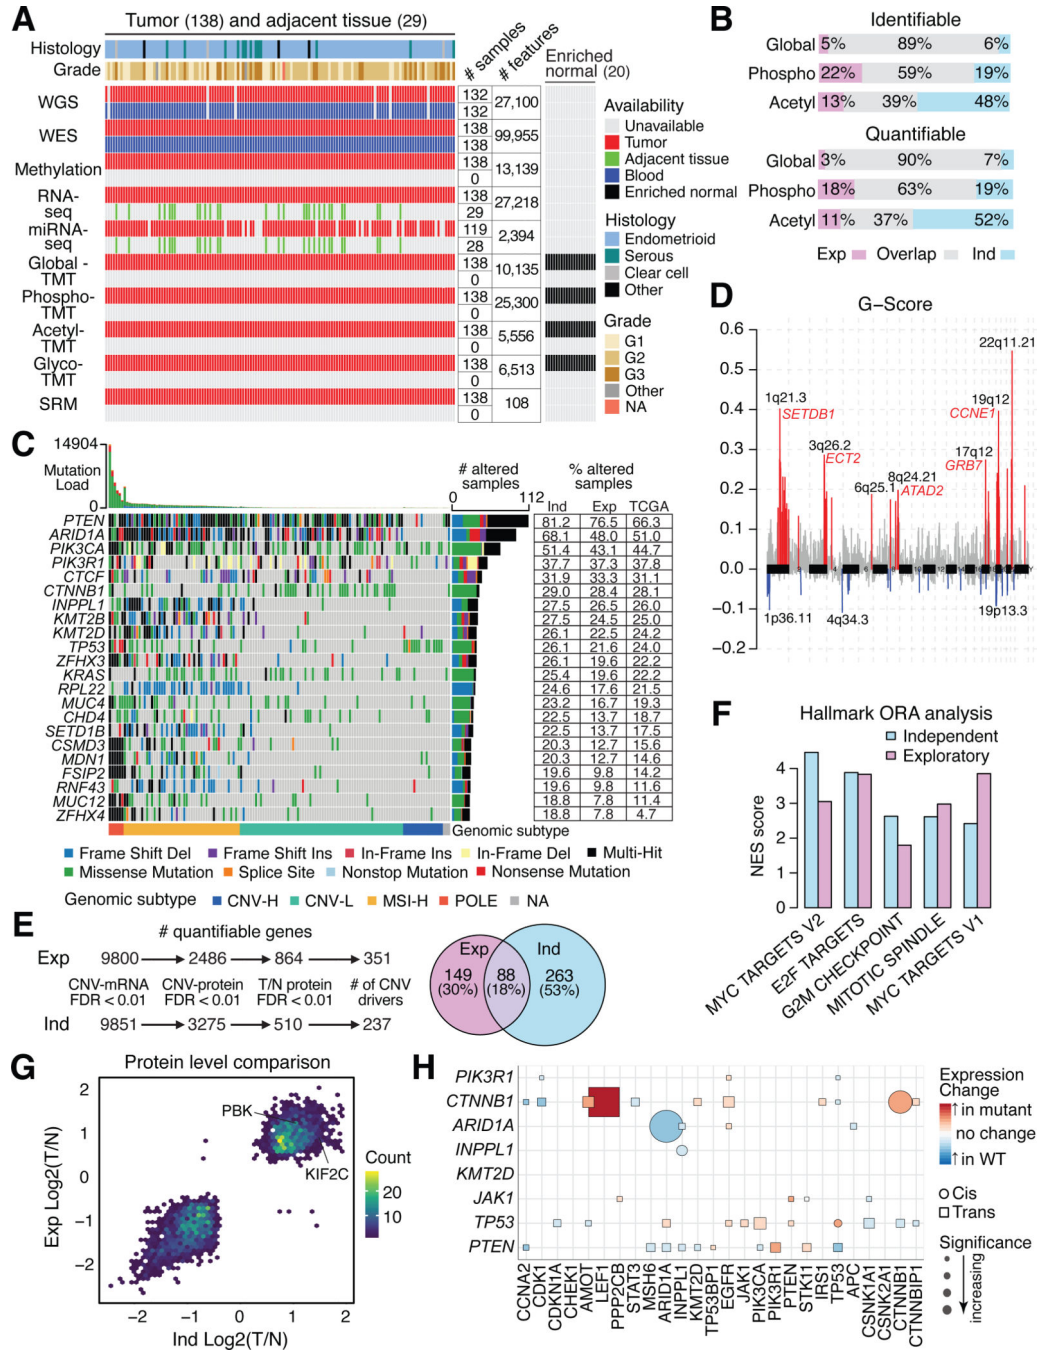 A
Tumor (138) and adjacent tissue (29)
Histology
Grade
# samples
# features
Enriched
normal (20)
WGS
132
132
27,100
WES
138
138
99,955
Methylation
138
0
13,139
RNA-
seq
138
29
27,218
miRNA-
seq
119
28
2,394
Global -
TMT
138
0
10,135
Phospho-
TMT
138
0
25,300
Acetyl-
TMT
138
0
5,556
Glyco-
TMT
138
0
6,513
SRM
138
0
108
Availability
Unavailable
Tumor
Adjacent tissue
Blood
Enriched normal
Histology
Endometrioid
Serous
Clear cell
Other
Grade
G1
G2
G3
Other
NA
B
Identifiable
Global 5% 89% 6%
Phospho 22% 59% 19%
Acetyl 13% 39% 48%
Quantifiable
Global 3% 90% 7%
Phospho 18% 63% 19%
Acetyl 11% 37% 52%
Exp Overlap Ind
C
14904
Mutation
Load
0
# altered
samples
0 112
% altered
samples
Ind Exp TCGA
PTEN 81.2 76.5 66.3
ARID1A 68.1 48.0 51.0
PIK3CA 51.4 43.1 44.7
PIK3R1 37.7 37.3 37.8
CTCF 31.9 33.3 31.1
CTNNB1 29.0 28.4 28.1
INPPL1 27.5 26.5 26.0
KMT2B 27.5 24.5 25.0
KMT2D 26.1 22.5 24.2
TP53 26.1 21.6 24.0
ZFHX3 26.1 19.6 22.2
KRAS 25.4 19.6 22.2
RPL22 24.6 17.6 21.5
MUC4 23.2 16.7 19.3
CHD4 22.5 13.7 18.7
SETD1B 22.5 13.7 17.5
CSMD3 20.3 12.7 15.6
MDN1 20.3 12.7 14.6
FSIP2 19.6 9.8 14.2
RNF43 19.6 9.8 11.6
MUC12 18.8 7.8 11.4
ZFHX4 18.8 7.8 4.7
Genomic subtype
Frame Shift Del Frame Shift Ins In-Frame Ins In-Frame Del Multi-Hit
Missense Mutation Splice Site Nonstop Mutation Nonsense Mutation
Genomic subtype CNV-H CNV-L MSI-H POLE NA
D
G-Score
0.6
0.5
0.4
0.3
0.2
0.1
0.0
−0.1
−0.2
22q11.21
1q21.3
SETDB1
19q12
CCNE1
3q26.2
ECT2
17q12
GRB7
6q25.1
8q24.21
ATAD2
1p36.11
4q34.3
19p13.3
E
# quantifiable genes
Exp 9800 2486 864 351
CNV-mRNA CNV-protein T/N protein # of CNV
FDR < 0.01 FDR < 0.01 FDR < 0.01 drivers
Ind 9851 3275 510 237
Exp Ind
149 88 263
(30%) (18%) (53%)
F
Hallmark ORA analysis
Independent
Exploratory
NES score
4
3
2
1
0
MYC TARGETS V2
E2F TARGETS
G2M CHECKPOINT
MITOTIC SPINDLE
MYC TARGETS V1
G
Protein level comparison
Exp Log2(T/N)
2
1
0
−1
−2
PBK
KIF2C
Count
20
10
−2 −1 0 1 2
Ind Log2(T/N)
H
PIK3R1
CTNNB1
ARID1A
INPPL1
KMT2D
JAK1
TP53
PTEN
CCNA2
CDK1
CDKN1A
CHEK1
AMOT
LEF1
PPP2CB
STAT3
MSH6
ARID1A
INPPL1
KMT2D
TP53BP1
EGFR
JAK1
PIK3CA
PIK3R1
PTEN
STK11
IRS1
TP53
APC
CSNK1A1
CSNK2A1
CTNNB1
CTNNBIP1
Expression
Change
↑ in mutant
no change
↑ in WT
Cis
Trans
Significance
increasing